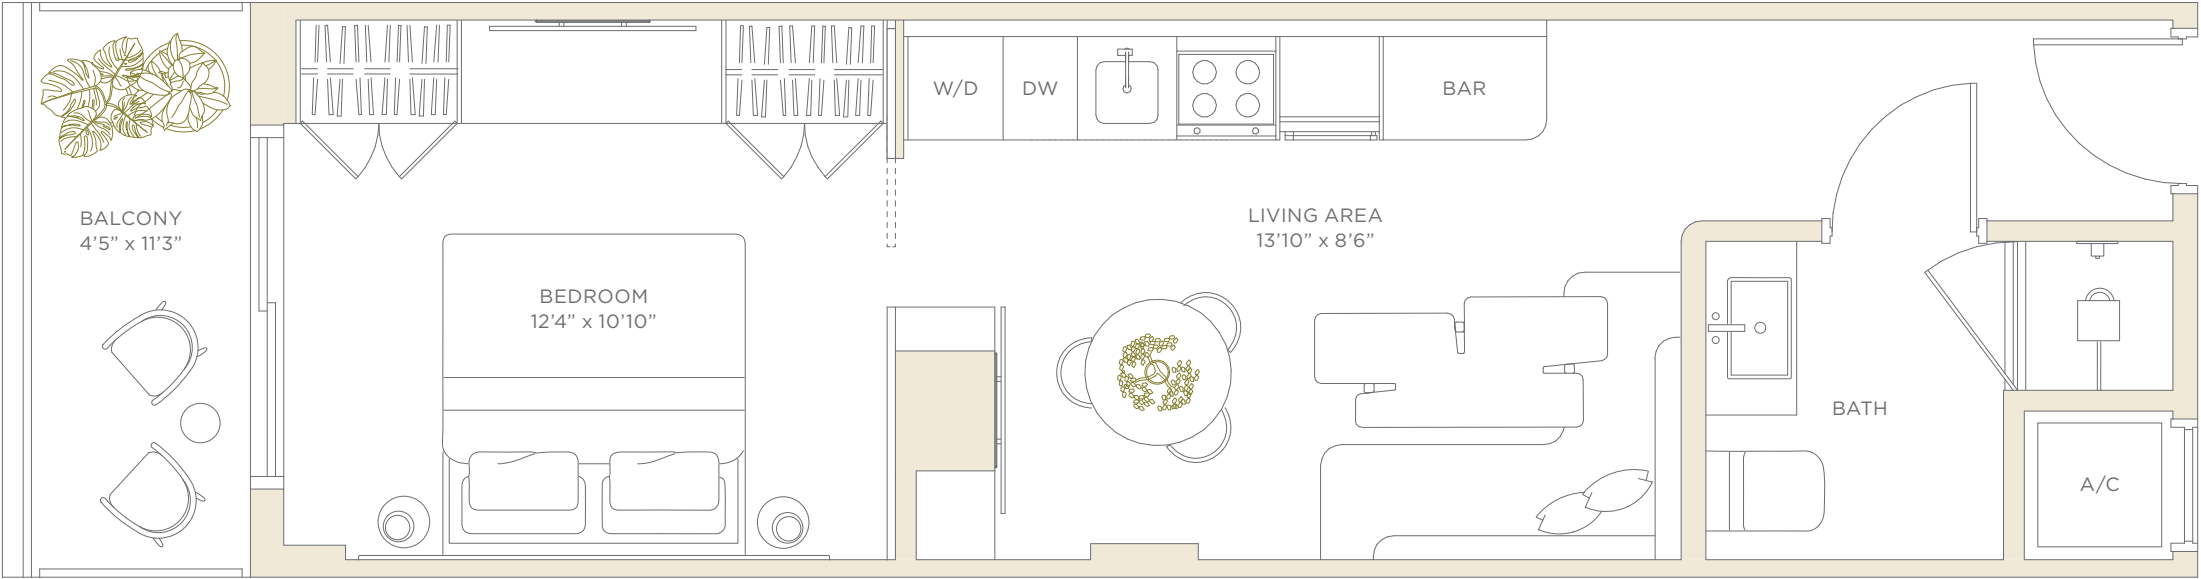 W/D
DW
BAR
BALCONY
4’5” x 11’3”
LIVING AREA
13’10” x 8’6”
BEDROOM
12’4” x 10’10”
BATH
A/C